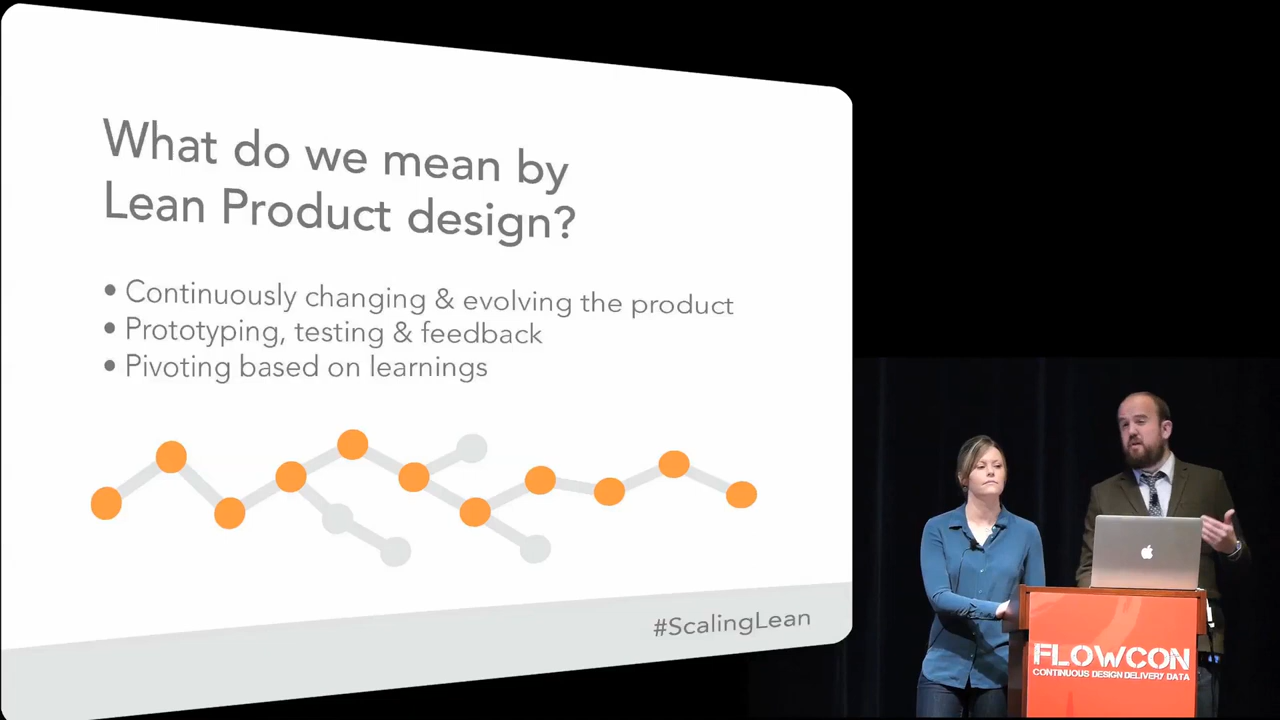 What do we mean by
Lean Product design?
• Continuously changing & evolving the product
• Prototyping, testing & feedback
• Pivoting based on learnings
#ScalingLean
FLOWCON
CONTINUOUS DESIGN DELIVERY DATA